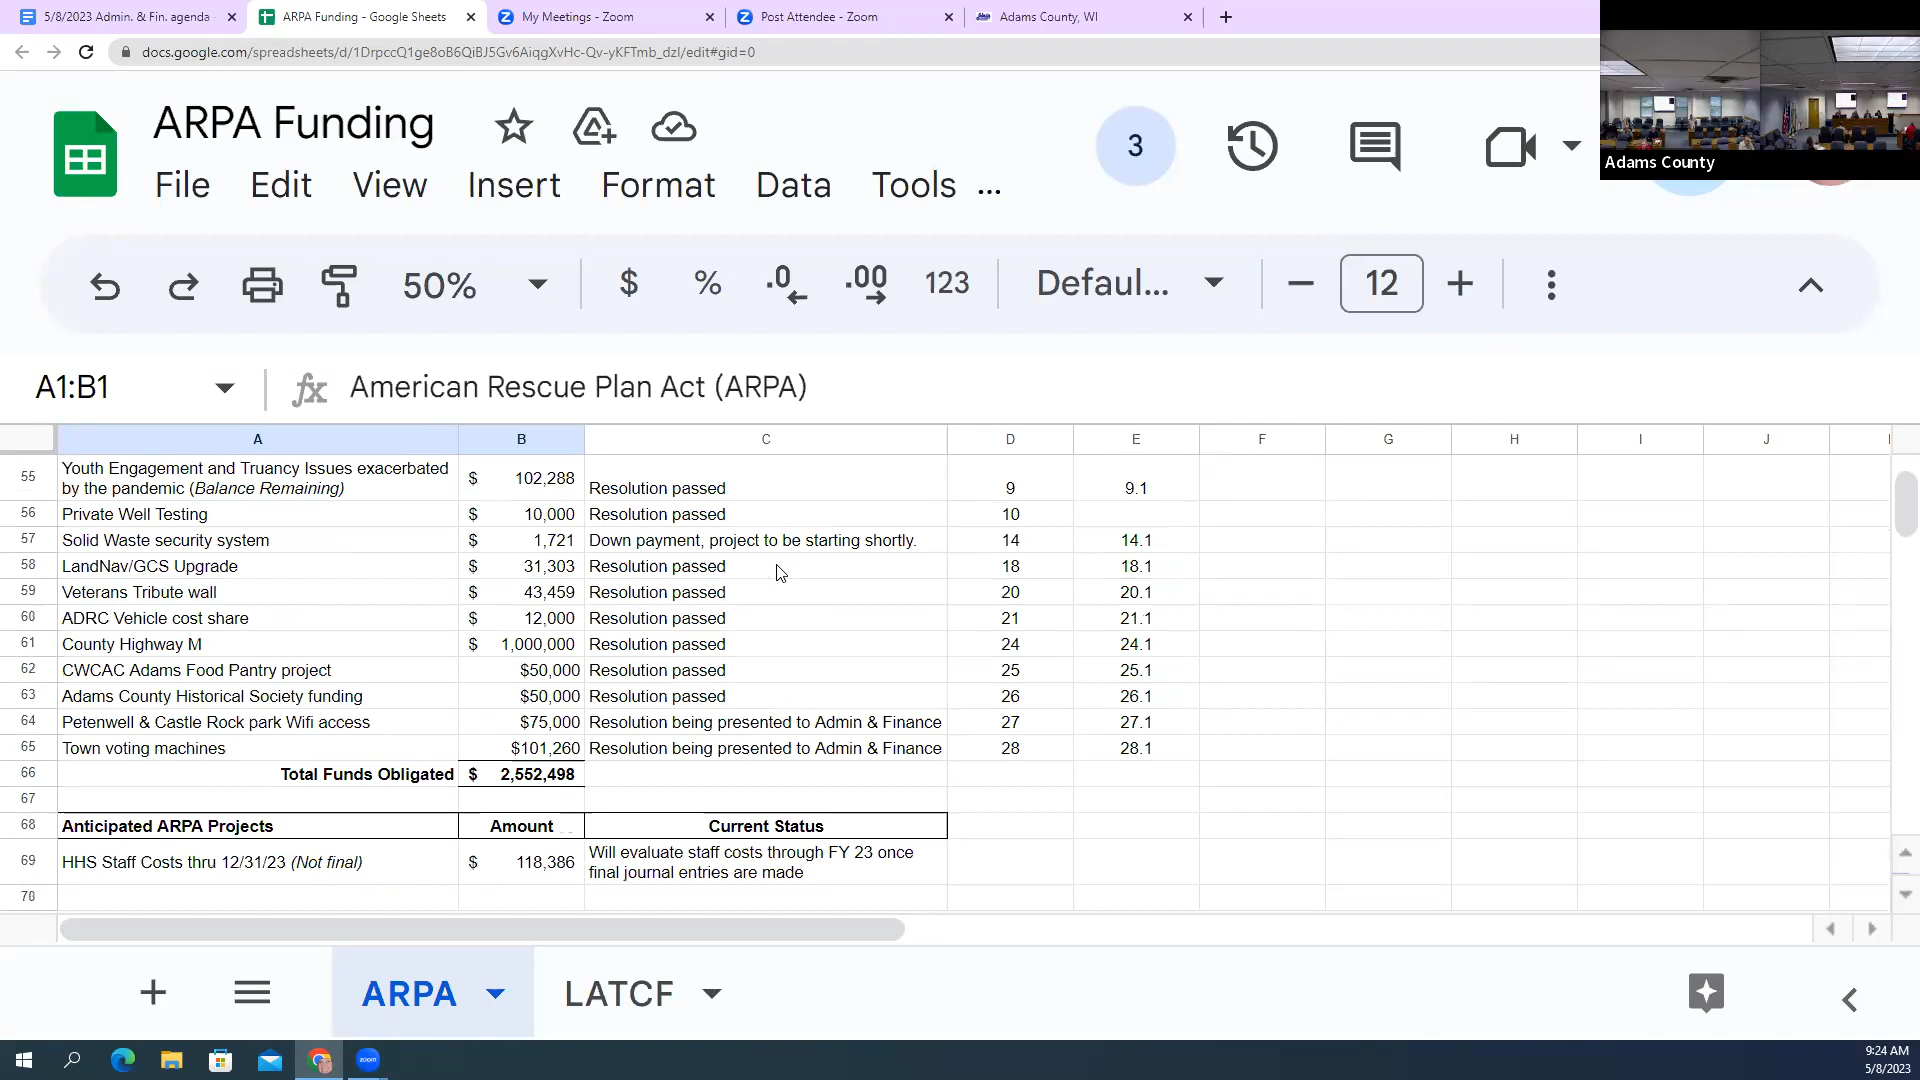 5/8/2023 Admin. & Fin. agenda
ARPA Funding - Google Sheets
My Meetings - Zoom
Post Attendee - Zoom
Adams County, WI
docs.google.com/spreadsheets/d/1DrpccQ1ge8oB6QiBJ5Gv6AiqgXvHc-Qv-yKFTmb_dzI/edit#gid=0
Adams County
ARPA Funding
3
File Edit View Insert Format Data Tools ...
50% $ % .0 .00 123 Defaul... 12
A1:B1 fx American Rescue Plan Act (ARPA)
A B C D E F G H I J
55 Youth Engagement and Truancy Issues exacerbated by the pandemic (Balance Remaining) $ 102,288 Resolution passed 9 9.1
56 Private Well Testing $ 10,000 Resolution passed 10
57 Solid Waste security system $ 1,721 Down payment, project to be starting shortly. 14 14.1
58 LandNav/GCS Upgrade $ 31,303 Resolution passed 18 18.1
59 Veterans Tribute wall $ 43,459 Resolution passed 20 20.1
60 ADRC Vehicle cost share $ 12,000 Resolution passed 21 21.1
61 County Highway M $ 1,000,000 Resolution passed 24 24.1
62 CWCAC Adams Food Pantry project $50,000 Resolution passed 25 25.1
63 Adams County Historical Society funding $50,000 Resolution passed 26 26.1
64 Petenwell & Castle Rock park Wifi access $75,000 Resolution being presented to Admin & Finance 27 27.1
65 Town voting machines $101,260 Resolution being presented to Admin & Finance 28 28.1
66 Total Funds Obligated $ 2,552,498
67
68 Anticipated ARPA Projects Amount Current Status
69 HHS Staff Costs thru 12/31/23 (Not final) $ 118,386 Will evaluate staff costs through FY 23 once final journal entries are made
70
ARPA LATCF
zoom
9:24 AM
5/8/2023